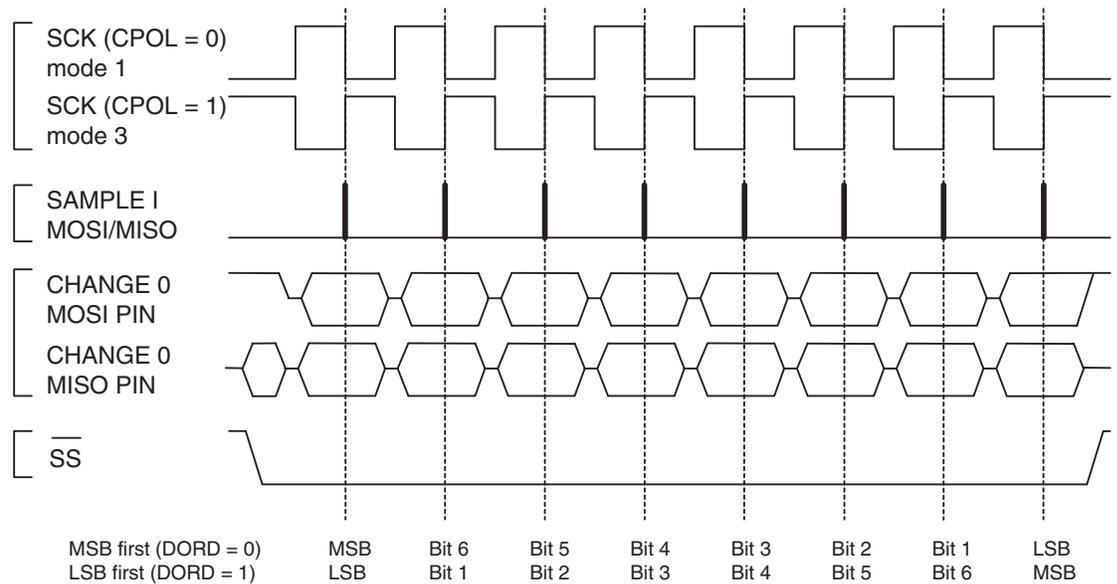 SCK (CPOL = 0)
mode 1
SCK (CPOL = 1)
mode 3
SAMPLE I
MOSI/MISO
CHANGE 0
MOSI PIN
CHANGE 0
MISO PIN
SS
MSB first (DORD = 0) MSB Bit 6 Bit 5 Bit 4 Bit 3 Bit 2 Bit 1 LSB
LSB first (DORD = 1) LSB Bit 1 Bit 2 Bit 3 Bit 4 Bit 5 Bit 6 MSB